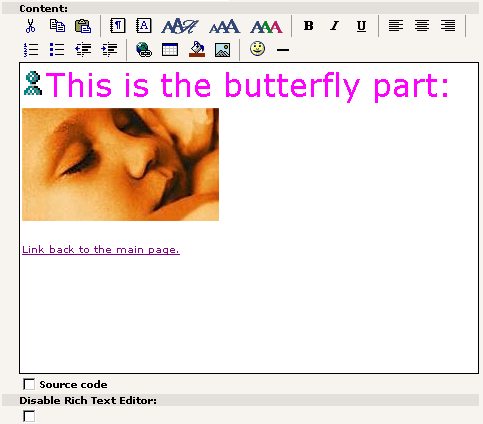 Content:
B I U
This is the butterfly part:
Link back to the main page.
Source code
Disable Rich Text Editor: